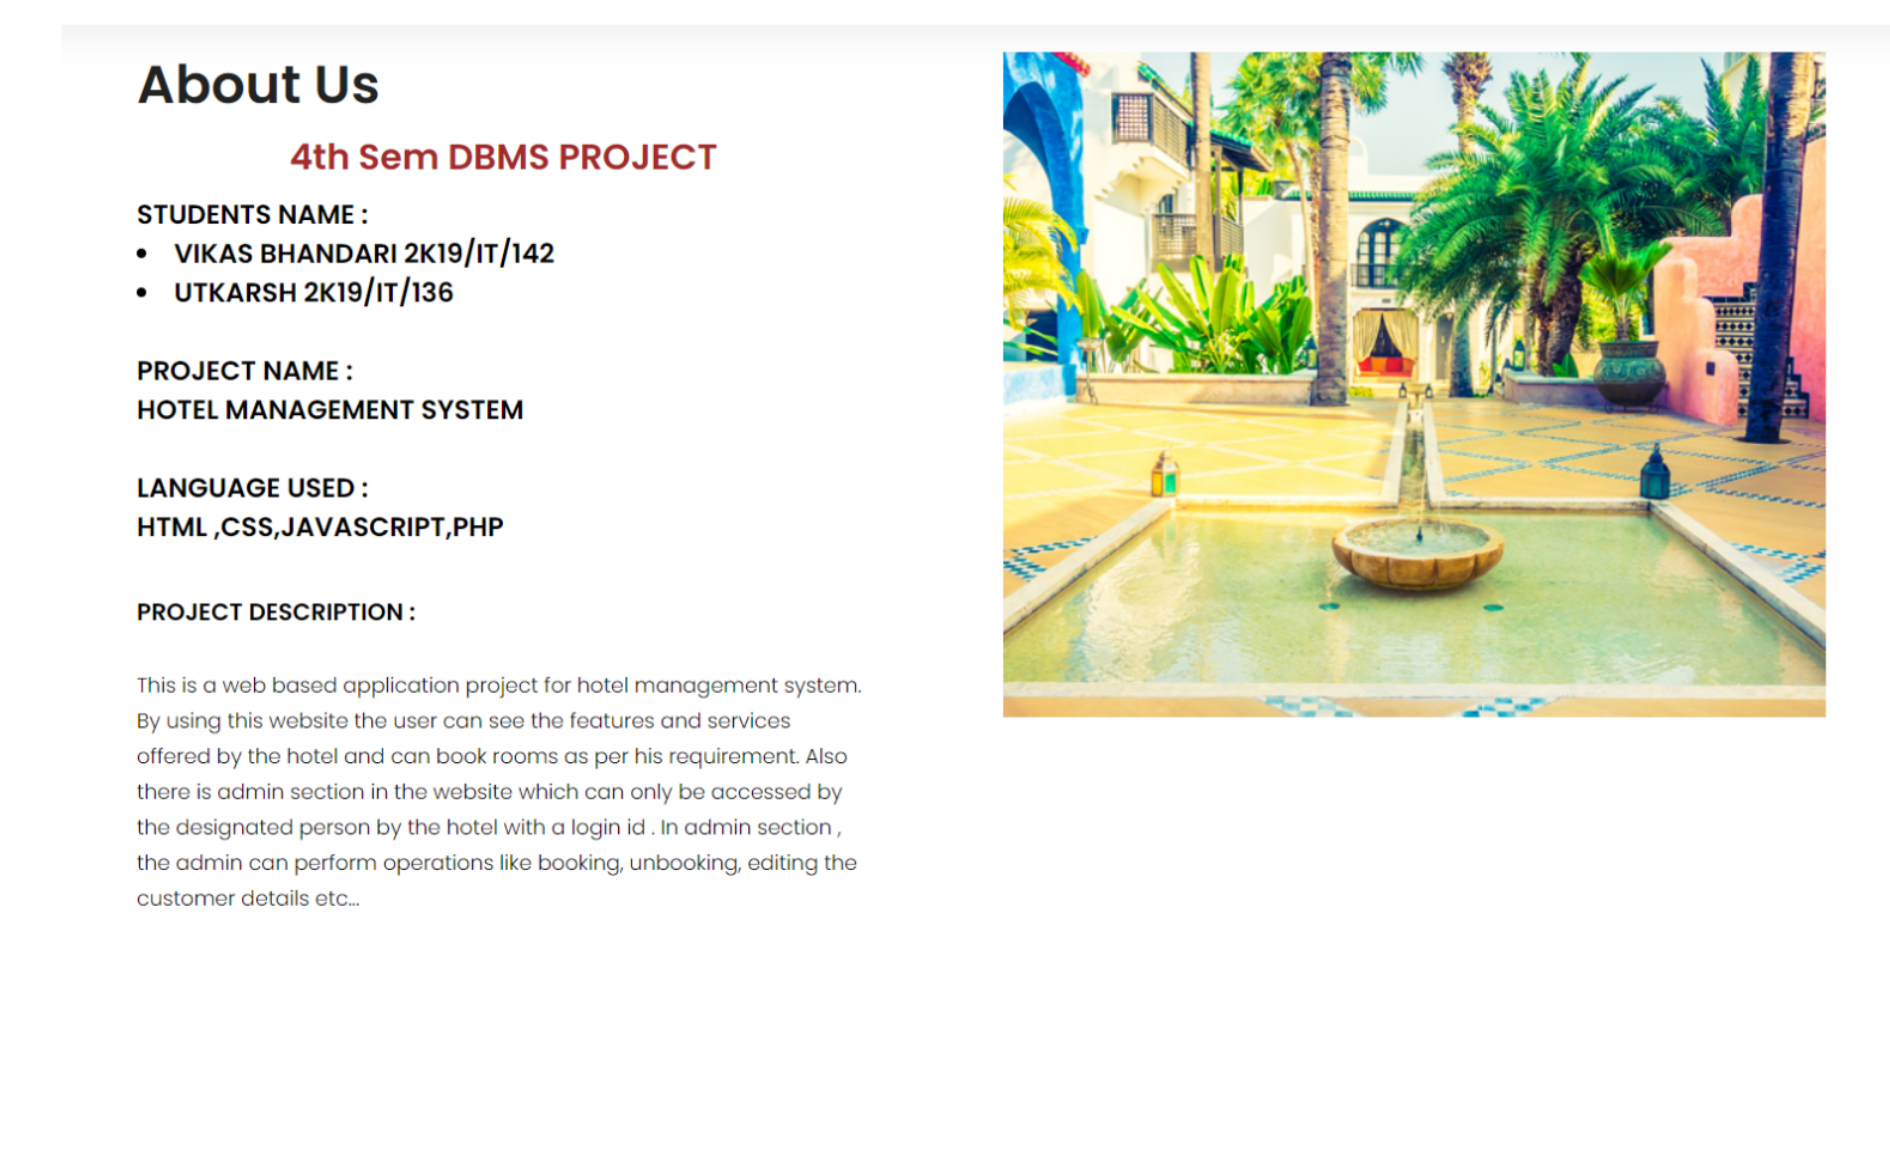 About Us
4th Sem DBMS PROJECT
STUDENTS NAME :
• VIKAS BHANDARI 2K19/IT/142
• UTKARSH 2K19/IT/136
PROJECT NAME :
HOTEL MANAGEMENT SYSTEM
LANGUAGE USED :
HTML ,CSS,JAVASCRIPT,PHP
PROJECT DESCRIPTION :
This is a web based application project for hotel management system.
By using this website the user can see the features and services
offered by the hotel and can book rooms as per his requirement. Also
there is admin section in the website which can only be accessed by
the designated person by the hotel with a login id . In admin section ,
the admin can perform operations like booking, unbooking, editing the
customer details etc...